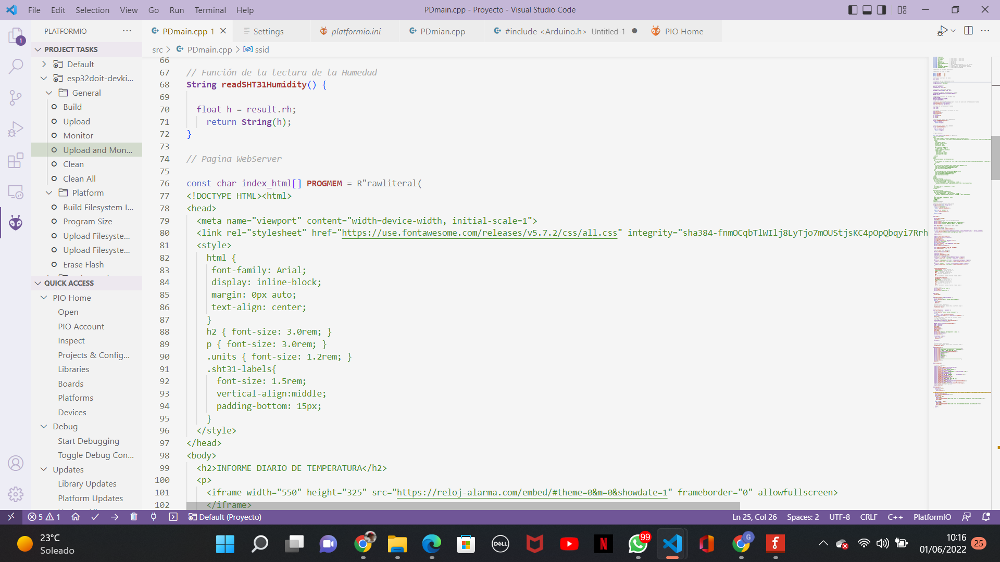 File Edit Selection View Go Run Terminal Help
PDmain.cpp - Proyecto - Visual Studio Code
PLATFORMIO
PDmain.cpp 1
Settings
platformio.ini
PDmian.cpp
#include <Arduino.h> Untitled-1
PIO Home
src > PDmain.cpp > ssid
1
PROJECT TASKS
Default
esp32doit-devki...
General
Build
Upload
Monitor
Upload and Mon...
Clean
Clean All
Platform
Build Filesystem I...
Program Size
Upload Filesyste...
Upload Filesyste...
Erase Flash
QUICK ACCESS
PIO Home
Open
PIO Account
Inspect
Projects & Config...
Libraries
Boards
Platforms
Devices
Debug
Start Debugging
Toggle Debug Con...
Updates
Library Updates
Platform Updates
66
67 // Función de la lectura de la Humedad
68 String readSHT31Humidity() {
69
70 float h = result.rh;
71 return String(h);
72 }
73
74 // Pagina WebServer
75
76 const char index_html[] PROGMEM = R"rawliteral(
77 <!DOCTYPE HTML><html>
78 <head>
79 <meta name="viewport" content="width=device-width, initial-scale=1">
80 <link rel="stylesheet" href="https://use.fontawesome.com/releases/v5.7.2/css/all.css" integrity="sha384-fnmOCqbTlWIlj8LyTjo7mOUStjsKC4pOpQbqyi7Rrh
81 <style>
82 html {
83 font-family: Arial;
84 display: inline-block;
85 margin: 0px auto;
86 text-align: center;
87 }
88 h2 { font-size: 3.0rem; }
89 p { font-size: 3.0rem; }
90 .units { font-size: 1.2rem; }
91 .sht31-labels{
92 font-size: 1.5rem;
93 vertical-align:middle;
94 padding-bottom: 15px;
95 }
96 </style>
97 </head>
98 <body>
99 <h2>INFORME DIARIO DE TEMPERATURA</h2>
100 <p>
101 <iframe width="550" height="325" src="https://reloj-alarma.com/embed/#theme=0&m=0&showdate=1" frameborder="0" allowfullscreen>
102 </iframe>
5 1
Default (Proyecto)
Ln 25, Col 26 Spaces: 2 UTF-8 CRLF C++ PlatformIO
23°C
Soleado
DELL
N
99
G
f
10:16
01/06/2022
25